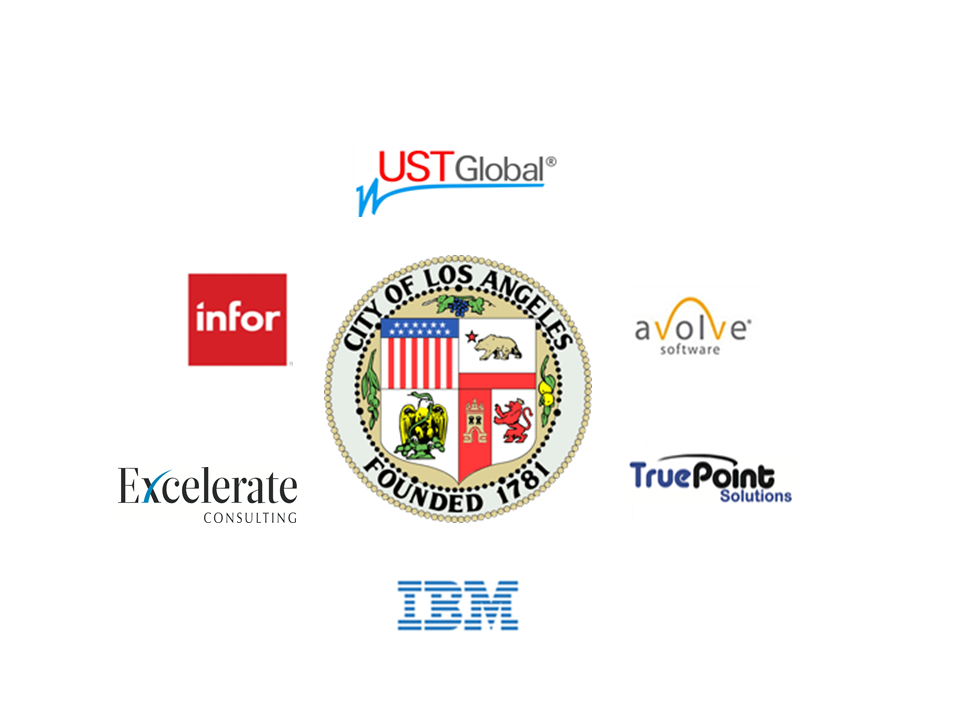 USTGlobal®
infor
CITY OF LOS ANGELES
FOUNDED 1781
avolve
software
Excelerate
CONSULTING
TruePoint
Solutions
IBM